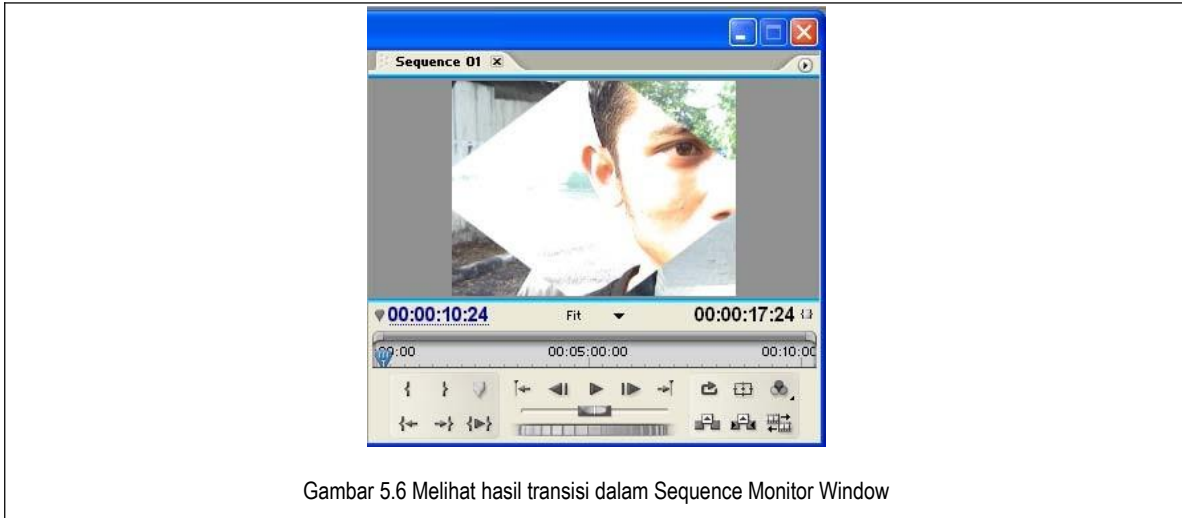 Sequence 01
00:00:10:24 Fit 00:00:17:24
00:05:00:00
Gambar 5.6 Melihat hasil transisi dalam Sequence Monitor Window